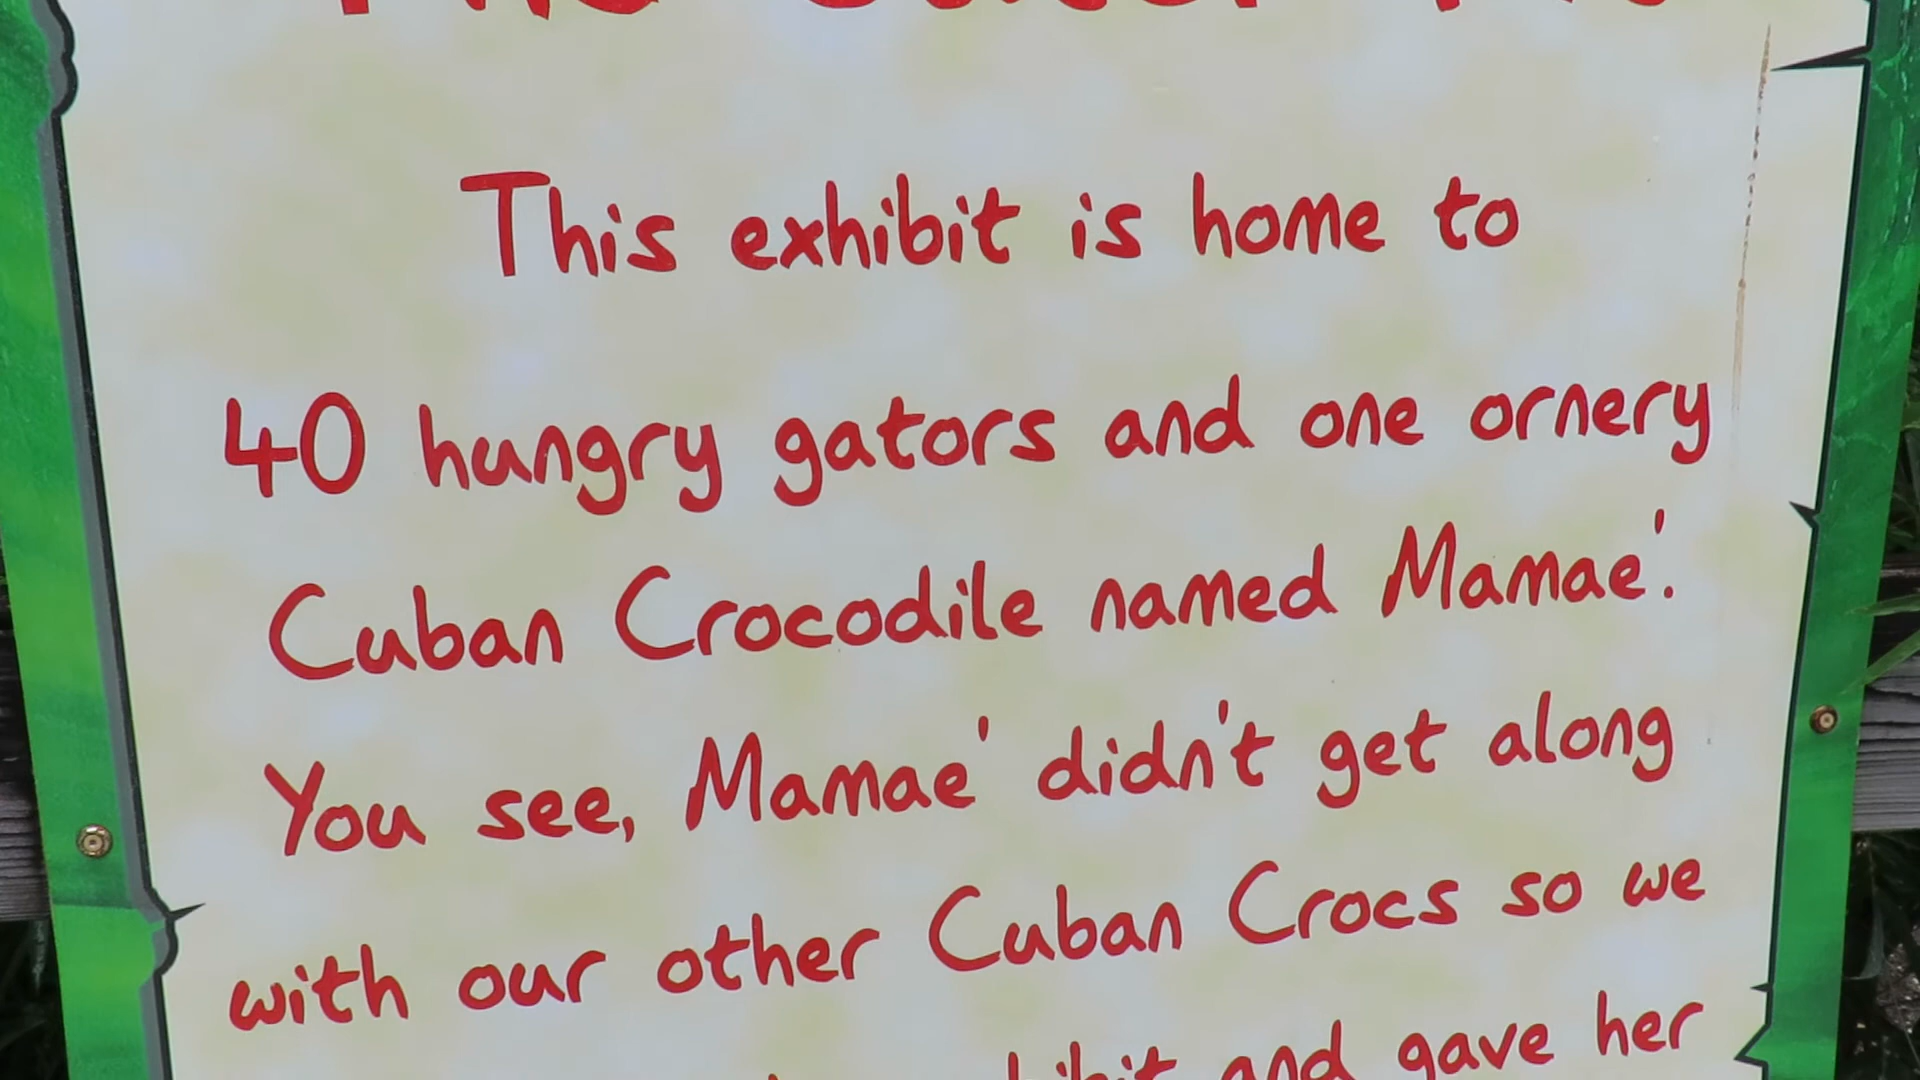 This exhibit is home to
40 hungry gators and one ornery
Cuban Crocodile named Mamae'.
You see, Mamae' didn't get along
with our other Cuban Crocs so we
and gave her